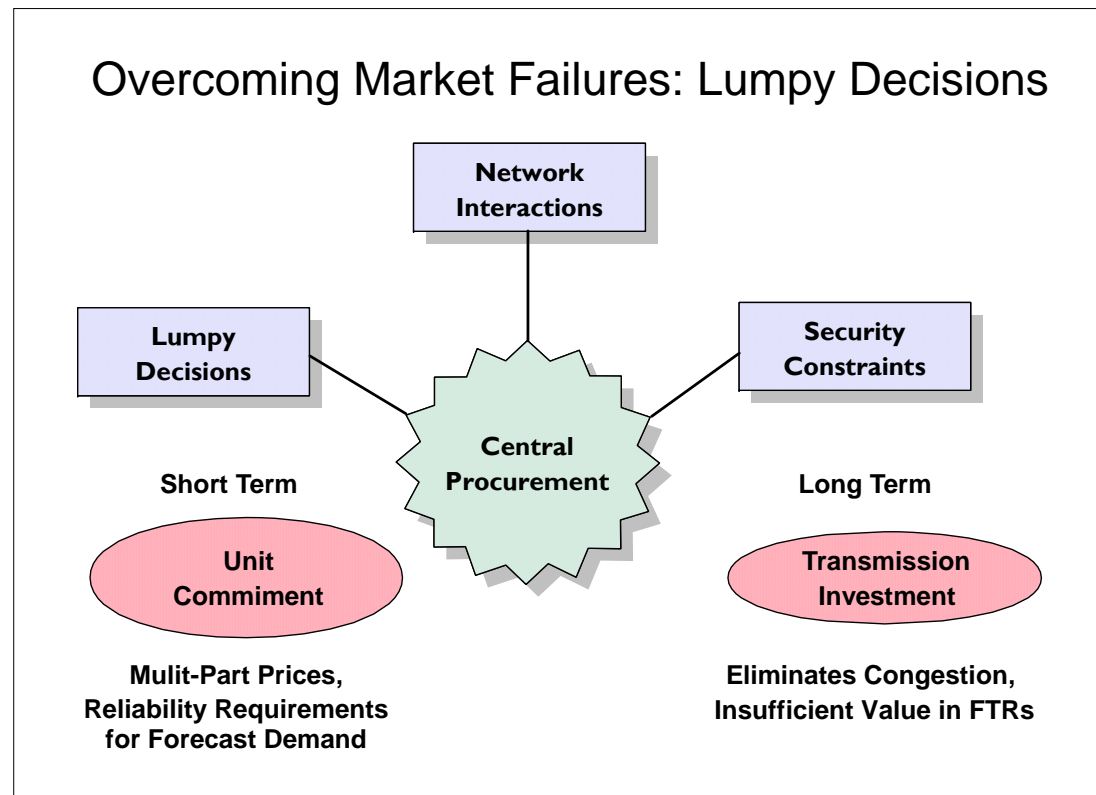 Overcoming Market Failures: Lumpy Decisions
Network
Interactions
Lumpy
Decisions
Security
Constraints
Central
Procurement
Short Term
Long Term
Unit
Commiment
Transmission
Investment
Mulit-Part Prices,
Reliability Requirements
for Forecast Demand
Eliminates Congestion,
Insufficient Value in FTRs